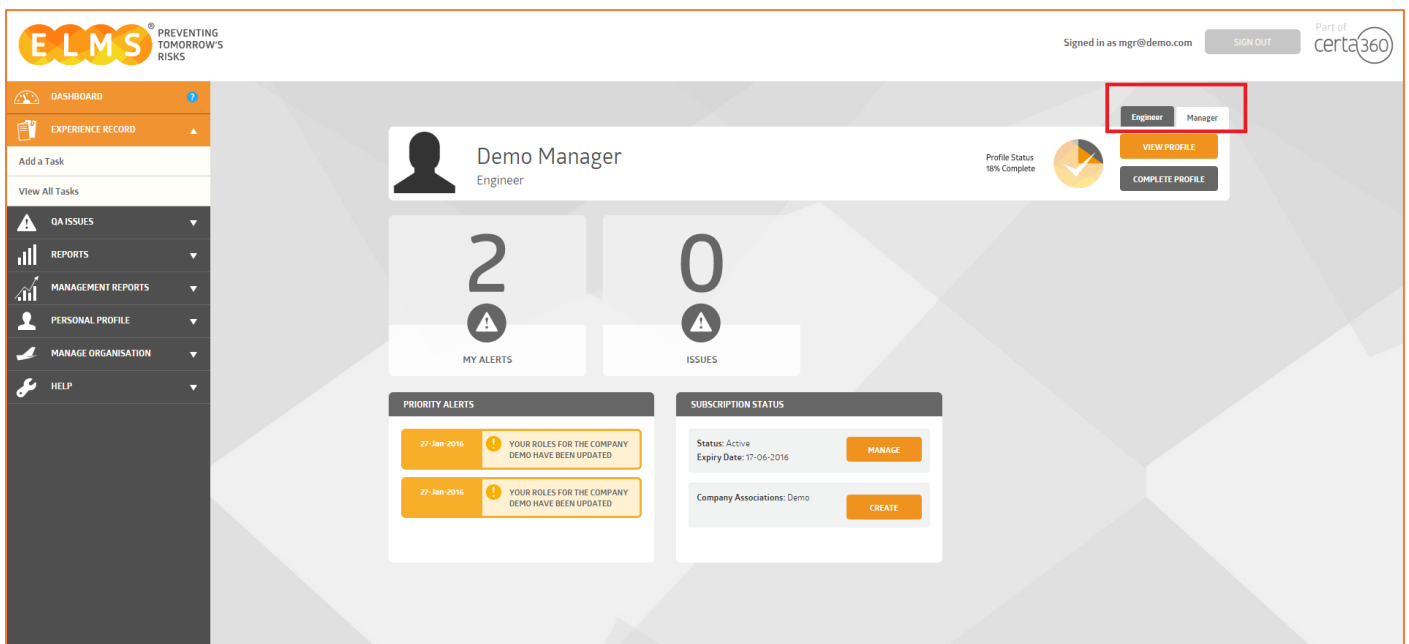 ELMS®
PREVENTING
TOMORROW'S
RISKS
Signed in as mgr@demo.com
SIGN OUT
Part of
certa360
DASHBOARD ?
EXPERIENCE RECORD
Add a Task
View All Tasks
QA ISSUES
REPORTS
MANAGEMENT REPORTS
PERSONAL PROFILE
MANAGE ORGANISATION
HELP
Engineer Manager
Demo Manager
Engineer
Profile Status
18% Complete
VIEW PROFILE
COMPLETE PROFILE
2
MY ALERTS
0
ISSUES
PRIORITY ALERTS
27-Jan-2016
YOUR ROLES FOR THE COMPANY
DEMO HAVE BEEN UPDATED
27-Jan-2016
YOUR ROLES FOR THE COMPANY
DEMO HAVE BEEN UPDATED
SUBSCRIPTION STATUS
Status: Active
Expiry Date: 17-06-2016
MANAGE
Company Associations: Demo
CREATE